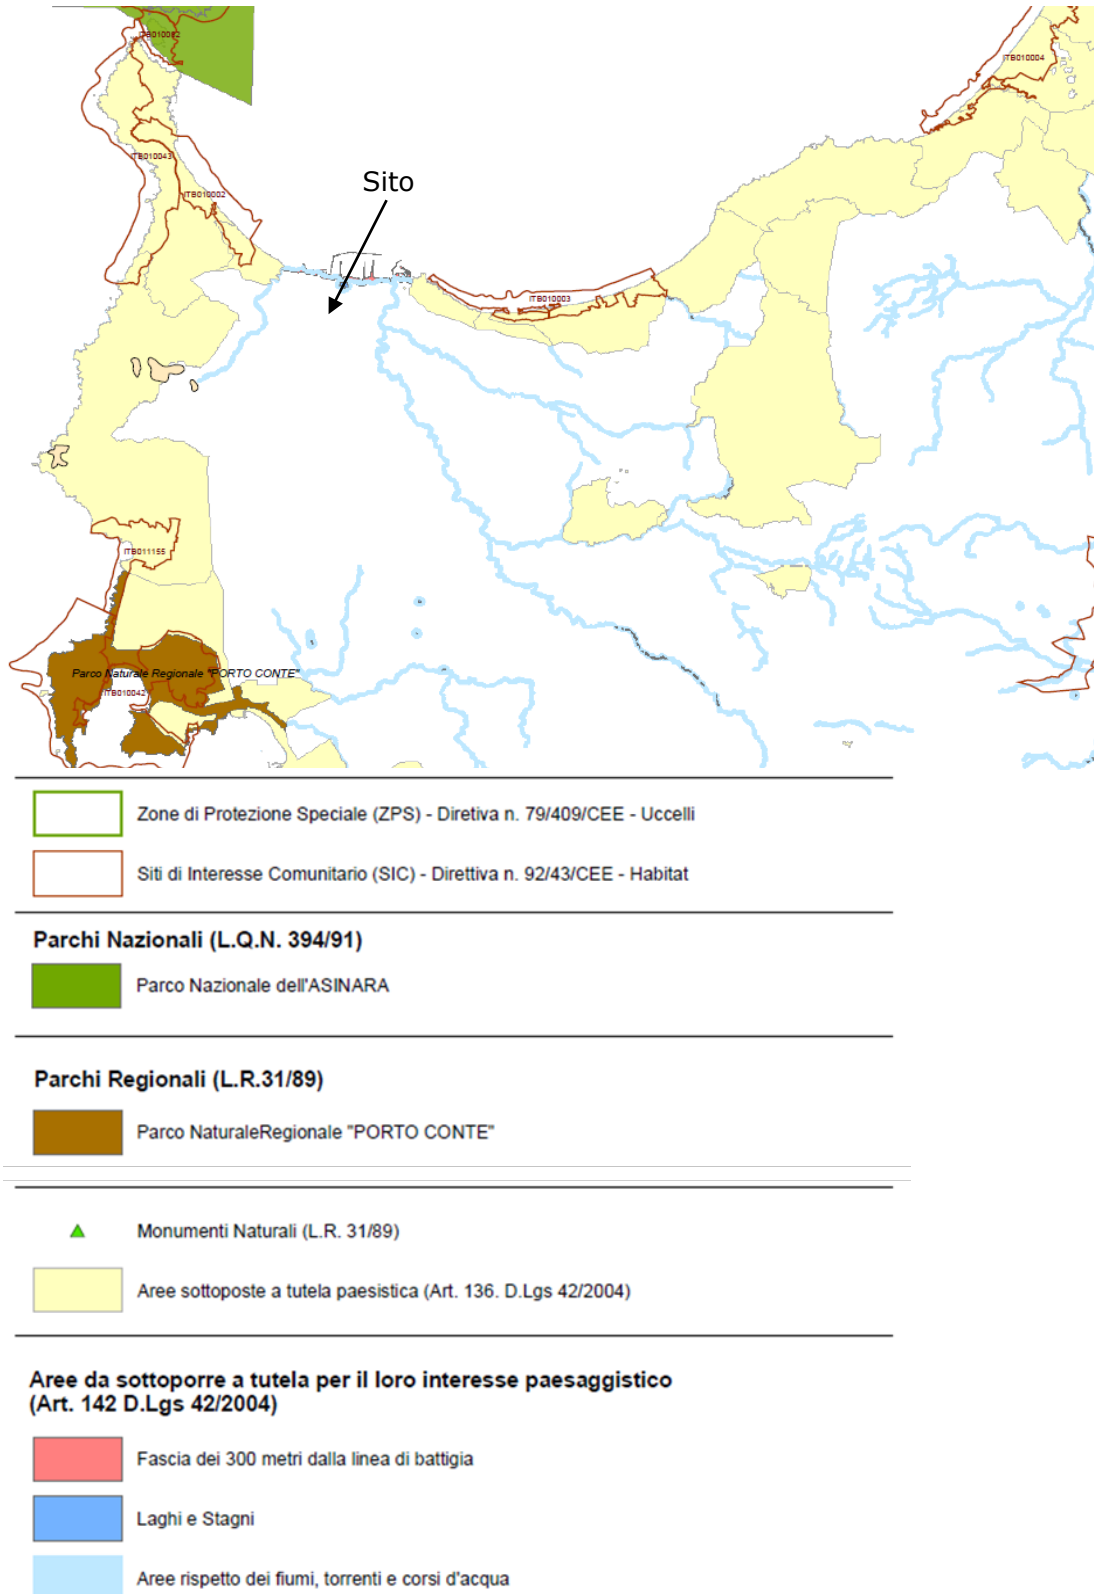 ITB010082
ITB010004
ITB010043
Sito
ITB010002
ITB010003
ITB011155
Parco Naturale Regionale "PORTO CONTE"
ITB010042
Zone di Protezione Speciale (ZPS) - Diretiva n. 79/409/CEE - Uccelli
Siti di Interesse Comunitario (SIC) - Direttiva n. 92/43/CEE - Habitat
Parchi Nazionali (L.Q.N. 394/91)
Parco Nazionale dell'ASINARA
Parchi Regionali (L.R.31/89)
Parco NaturaleRegionale "PORTO CONTE"
Monumenti Naturali (L.R. 31/89)
Aree sottoposte a tutela paesistica (Art. 136. D.Lgs 42/2004)
Aree da sottoporre a tutela per il loro interesse paesaggistico
(Art. 142 D.Lgs 42/2004)
Fascia dei 300 metri dalla linea di battigia
Laghi e Stagni
Aree rispetto dei fiumi, torrenti e corsi d'acqua